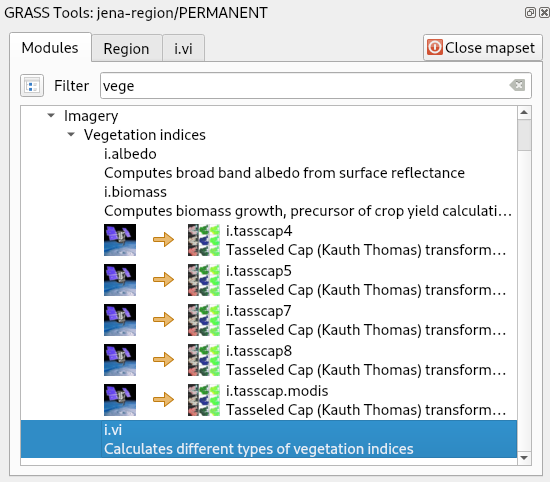 GRASS Tools: jena-region/PERMANENT
Modules Region i.vi Close mapset
Filter vege
Imagery
Vegetation indices
i.albedo
Computes broad band albedo from surface reflectance
i.biomass
Computes biomass growth, precursor of crop yield calculati...
i.tasscap4
Tasseled Cap (Kauth Thomas) transform...
i.tasscap5
Tasseled Cap (Kauth Thomas) transform...
i.tasscap7
Tasseled Cap (Kauth Thomas) transform...
i.tasscap8
Tasseled Cap (Kauth Thomas) transform...
i.tasscap.modis
Tasseled Cap (Kauth Thomas) transform...
i.vi
Calculates different types of vegetation indices